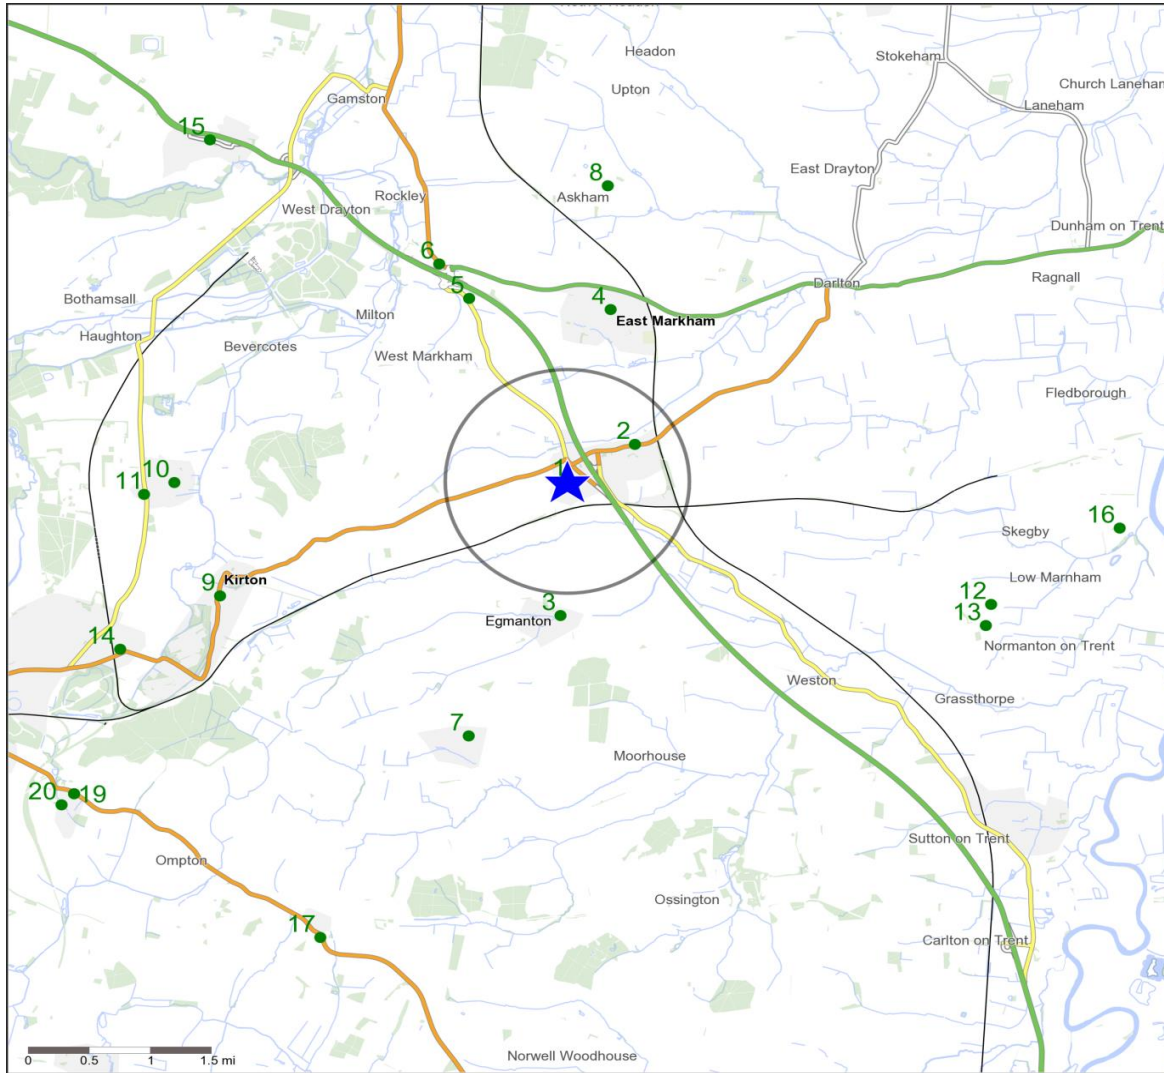 Headon
Stokeham
Upton
Church Laneham
Gamston
Laneham
15
East Drayton
8
Rockley
Askham
West Drayton
Dunham on Trent
6
Ragnall
Darlton
5
Bothamsall
4
Milton
East Markham
Haughton
Bevercotes
West Markham
Fledborough
2
10
1
11
16
Skegby
Kirton
Low Marnham
9
12
3
Egmanton
13
14
Normanton on Trent
Weston
Grassthorpe
7
Moorhouse
20
19
Sutton on Trent
Ompton
Ossington
17
Carlton on Trent
Norwell Woodhouse
0 0.5 1 1.5 mi